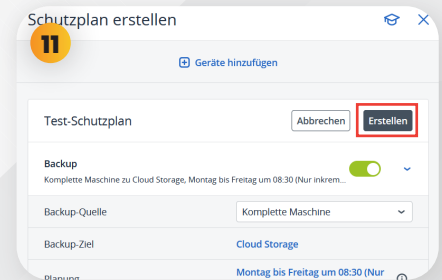 Schutzplan erstellen
11
Geräte hinzufügen
Test-Schutzplan
Abbrechen
Erstellen
Backup
Komplette Maschine zu Cloud Storage, Montag bis Freitag um 08:30 (Nur inkrem...
Backup-Quelle
Komplette Maschine
Backup-Ziel
Cloud Storage
Planung
Montag bis Freitag um 08:30 (Nur